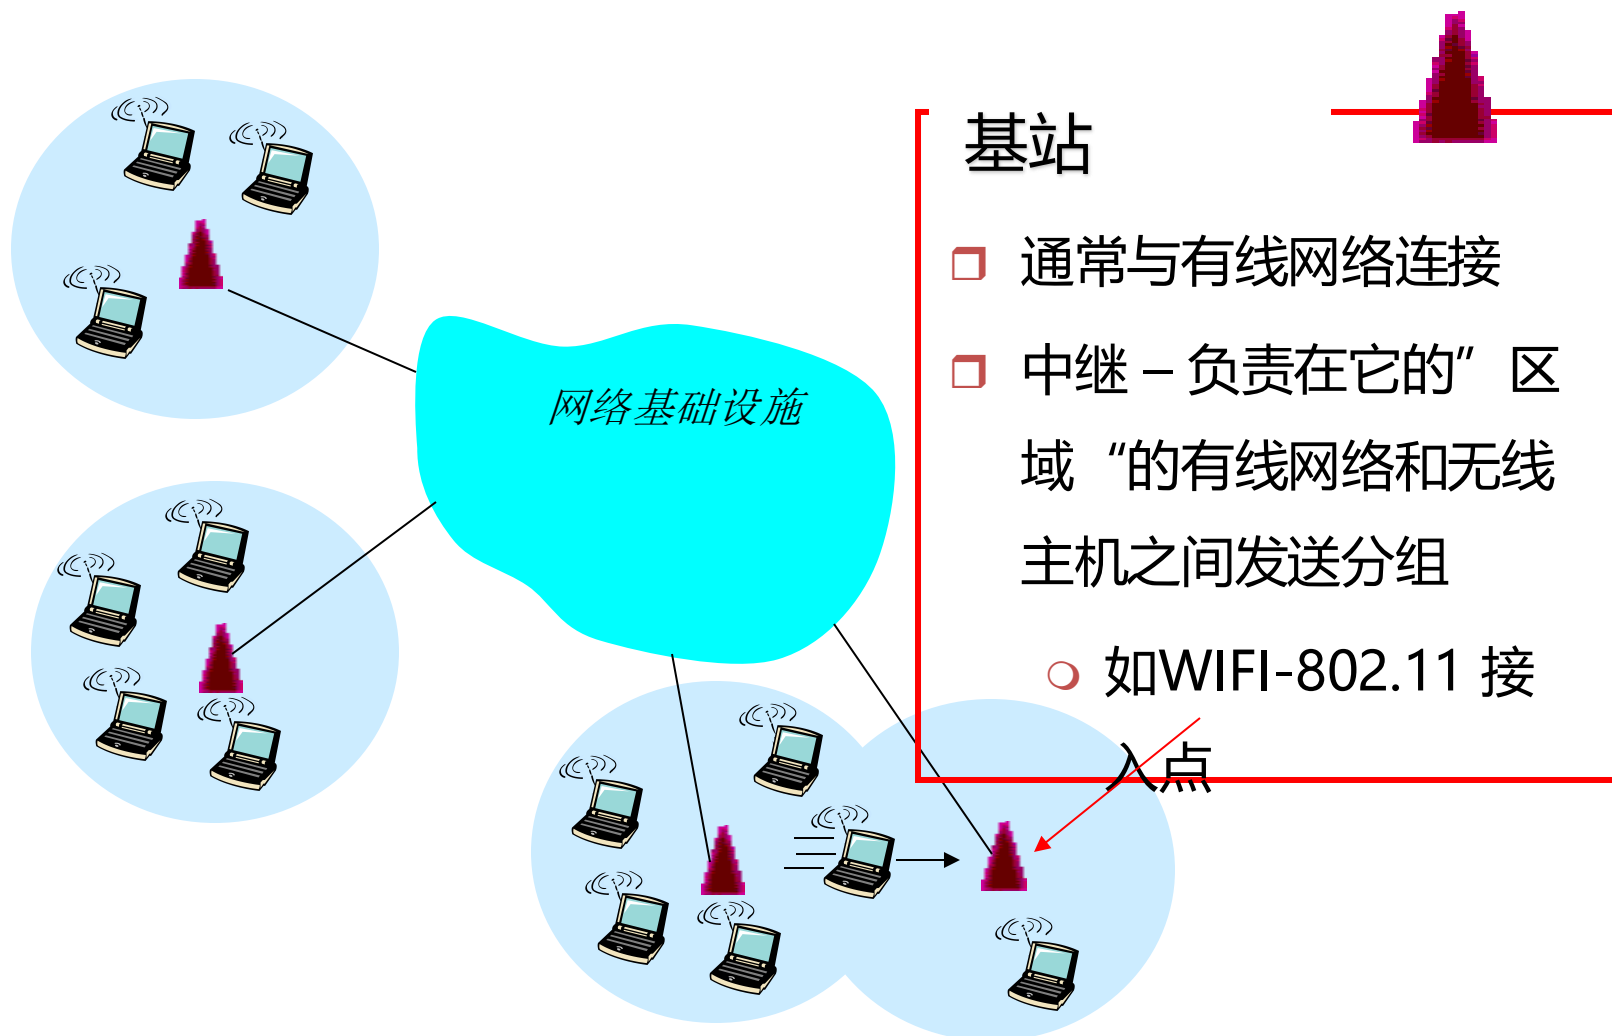 基站
通常与有线网络连接
中继 – 负责在它的”区
域“的有线网络和无线
主机之间发送分组
如WIFI-802.11 接
入点
网络基础设施